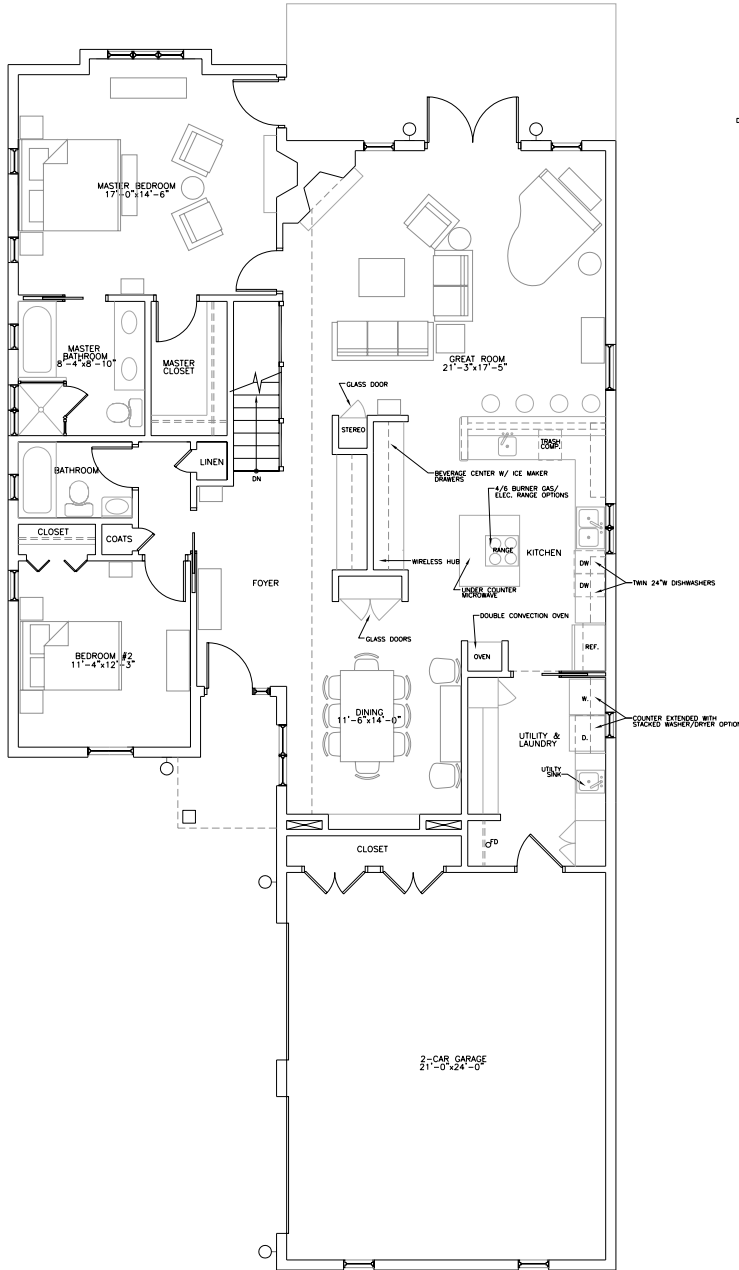 MASTER BEDROOM
17'-0"x14'-6"
MASTER
BATHROOM
8'-4"x8'-10"
MASTER
CLOSET
GREAT ROOM
21'-3"x17'-5"
GLASS DOOR
STEREO
TRASH
COMP.
BATHROOM
LINEN
DN
BEVERAGE CENTER W/ ICE MAKER
DRAWERS
4/6 BURNER GAS/
ELEC. RANGE OPTIONS
CLOSET
COATS
RANGE
KITCHEN
WIRELESS HUB
DW
DW
TWIN 24"W DISHWASHERS
FOYER
UNDER COUNTER
MICROWAVE
DOUBLE CONVECTION OVEN
GLASS DOORS
OVEN
REF.
BEDROOM #2
11'-4"x12'-3"
W.
DINING
11'-6"x14'-0"
COUNTER EXTENDED WITH
STACKED WASHER/DRYER OPTION
UTILITY &
LAUNDRY
D.
UTILTY
SINK
FD
CLOSET
2-CAR GARAGE
21'-0"x24'-0"